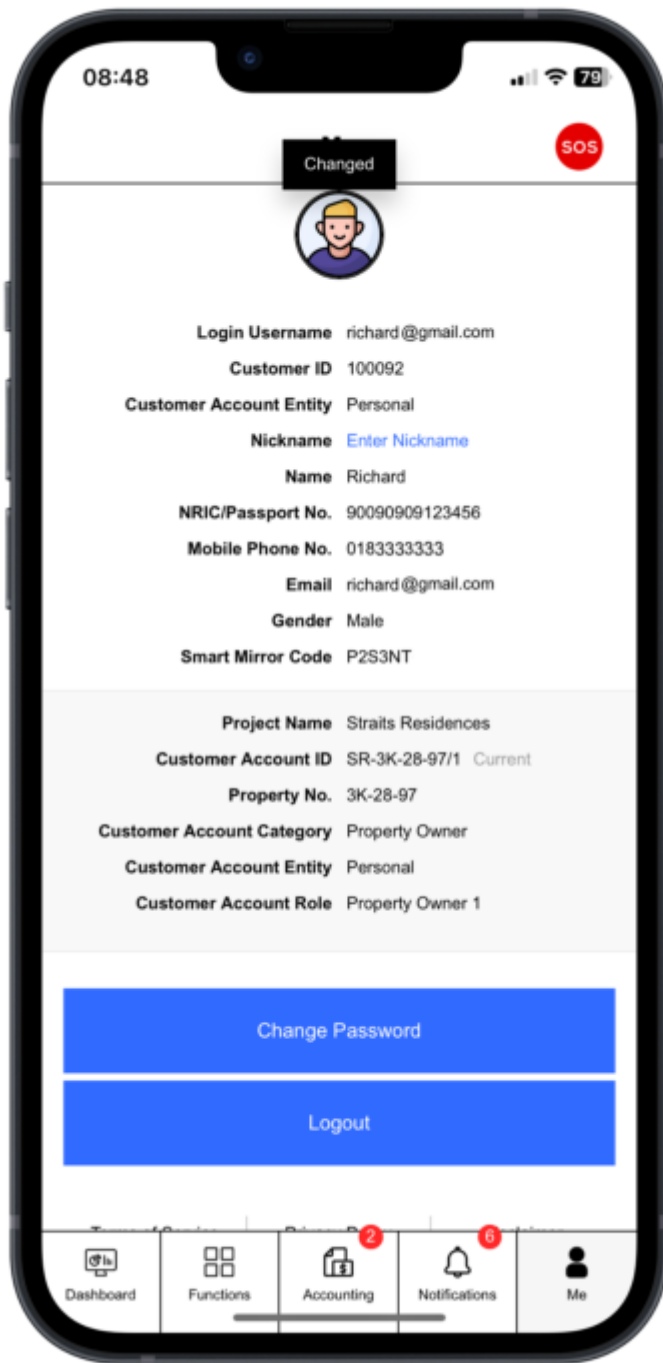 08:48
79
SOS
Changed
Login Username richard@gmail.com
Customer ID 100092
Customer Account Entity Personal
Nickname Enter Nickname
Name Richard
NRIC/Passport No. 90090909123456
Mobile Phone No. 0183333333
Email richard@gmail.com
Gender Male
Smart Mirror Code P2S3NT
Project Name Straits Residences
Customer Account ID SR-3K-28-97/1 Current
Property No. 3K-28-97
Customer Account Category Property Owner
Customer Account Entity Personal
Customer Account Role Property Owner 1
Change Password
Logout
Terms of Service
2
6
Dashboard
Functions
Accounting
Notifications
Me